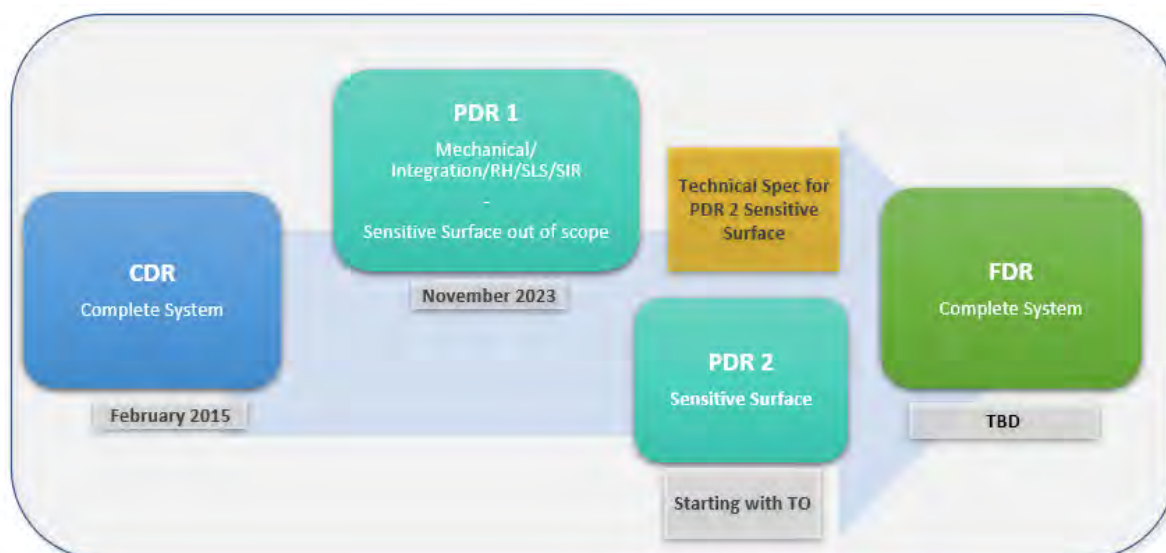 CDR
Complete System
February 2015
PDR 1
Mechanical/
Integration/RH/SLS/SIR
-
Sensitive Surface out of scope
November 2023
Technical Spec for
PDR 2 Sensitive
Surface
PDR 2
Sensitive Surface
Starting with TO
FDR
Complete System
TBD